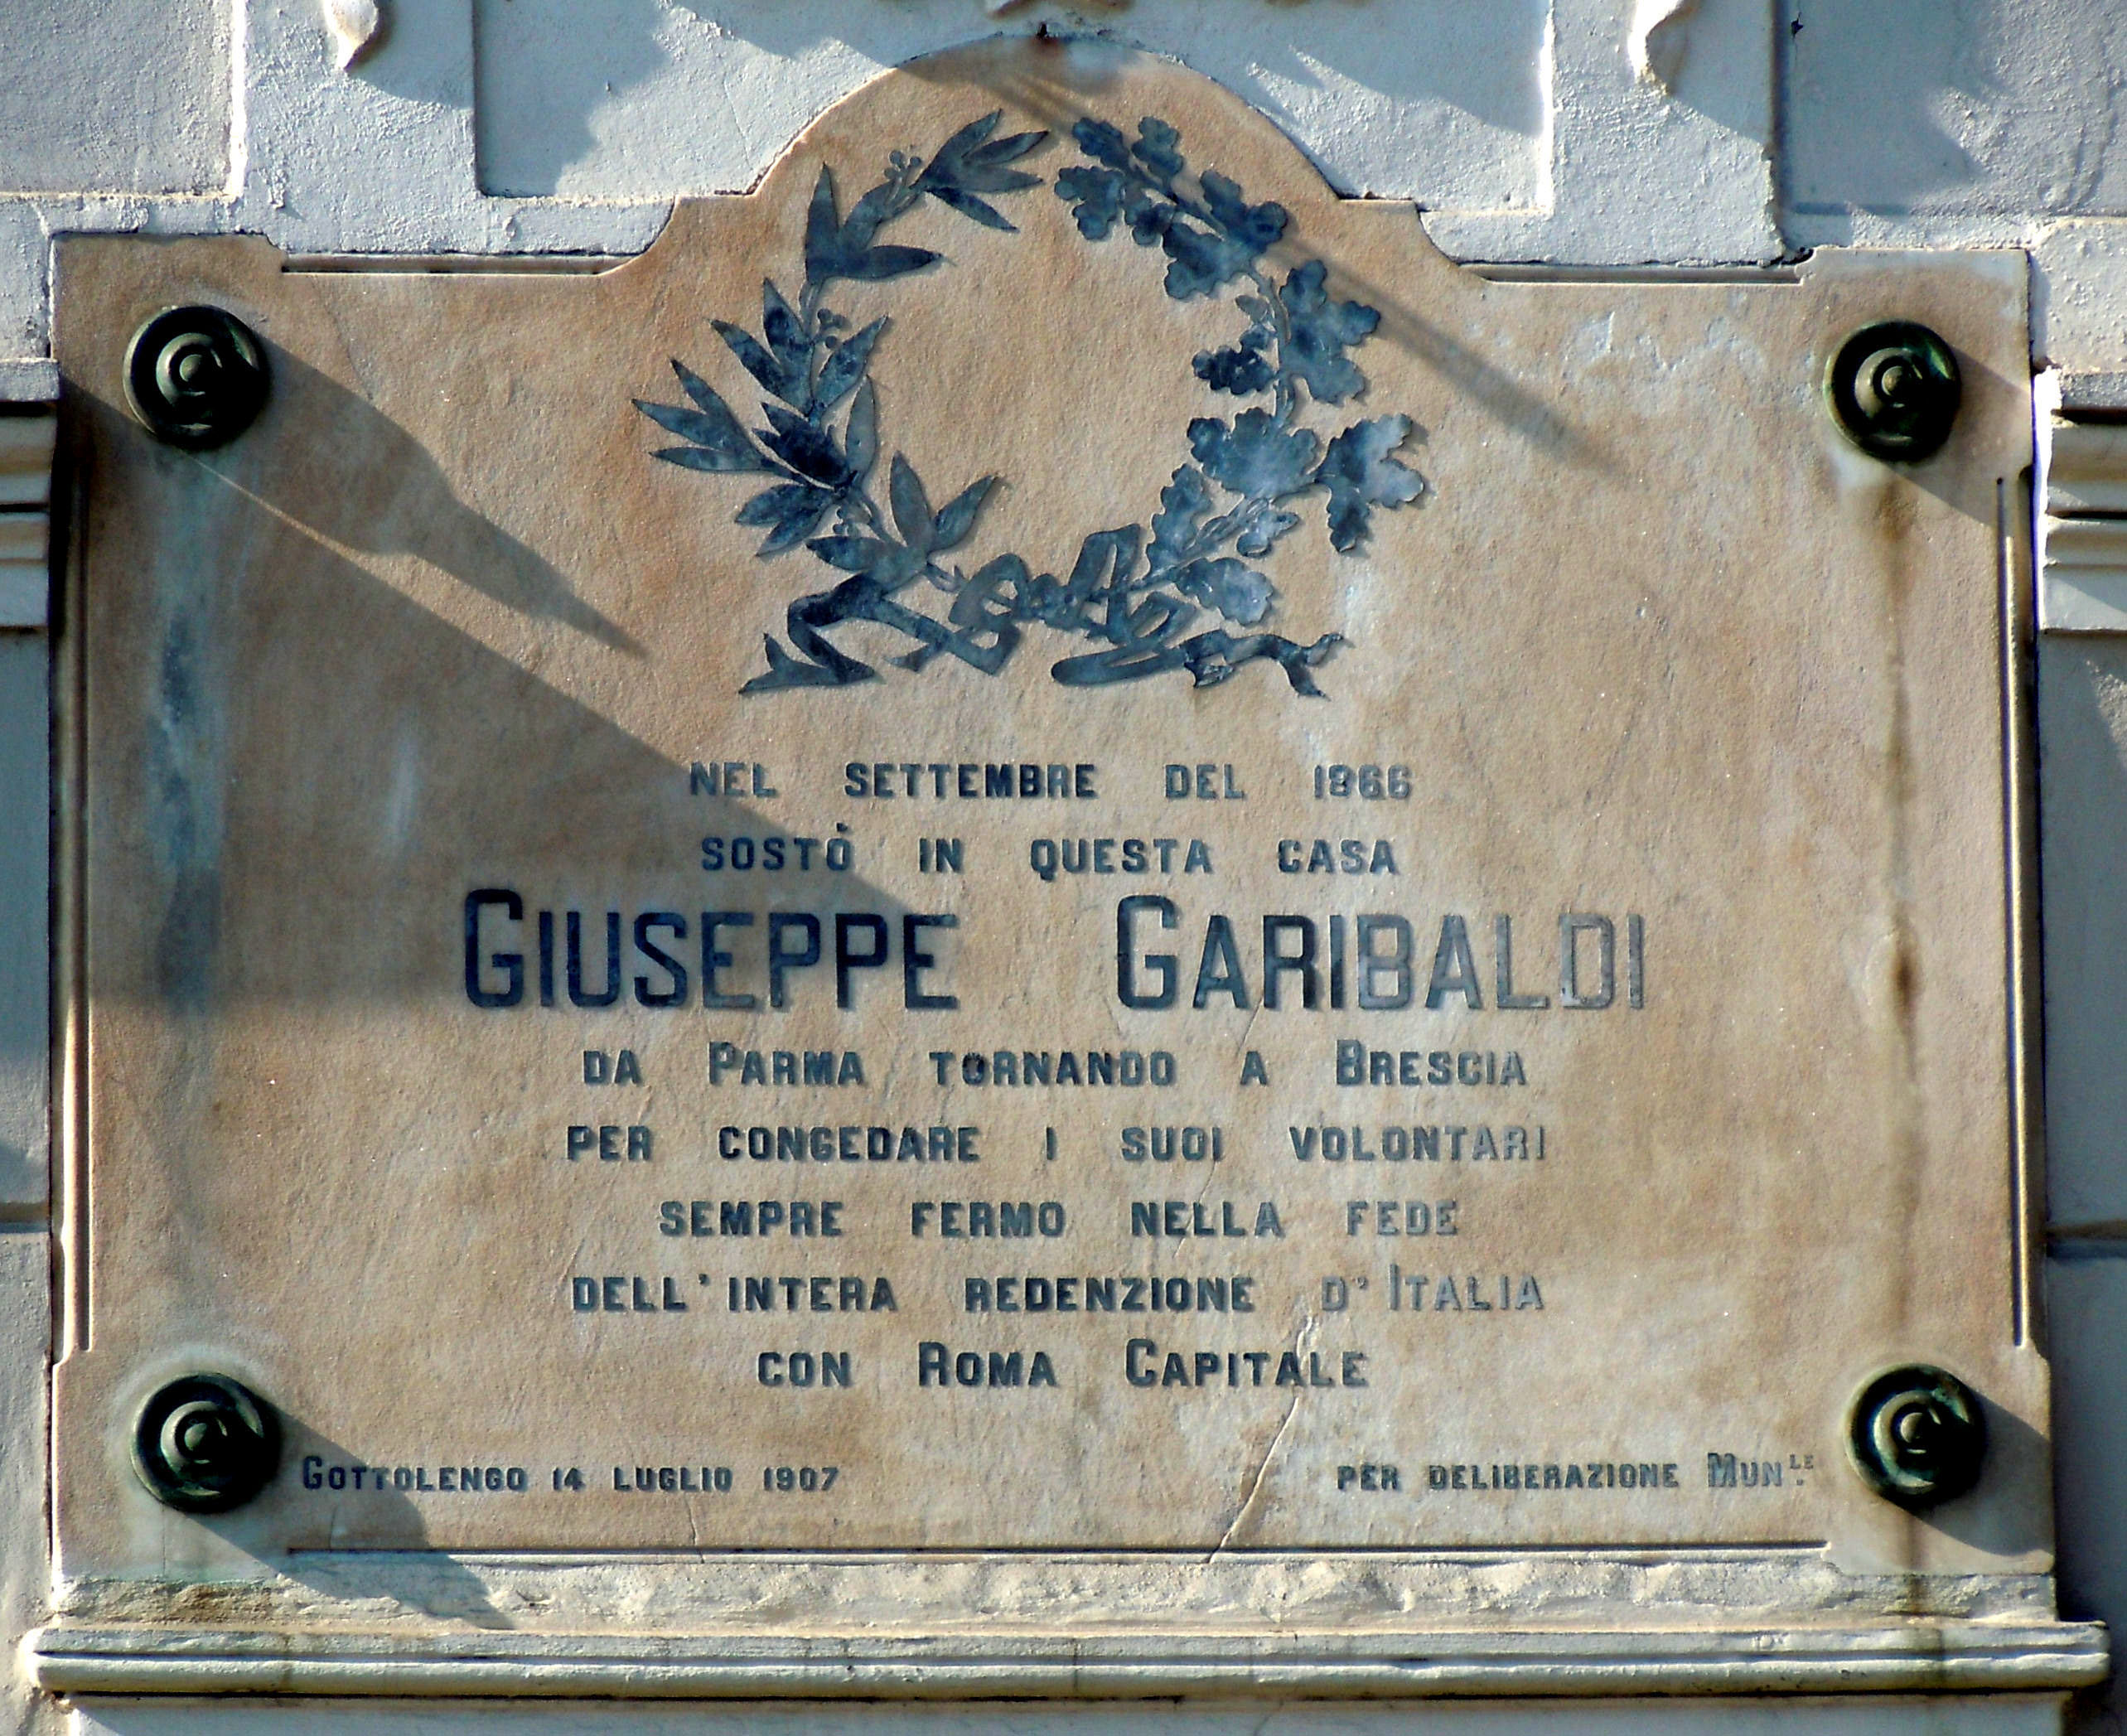 NEL SETTEMBRE DEL 1866
SOSTÒ IN QUESTA CASA
GIUSEPPE GARIBALDI
DA PARMA TORNANDO A BRESCIA
PER CONGEDARE I SUOI VOLONTARI
SEMPRE FERMO NELLA FEDE
DELL'INTERA REDENZIONE D'ITALIA
CON ROMA CAPITALE
GOTTOLENGO 14 LUGLIO 1907 PER DELIBERAZIONE MUN.LE